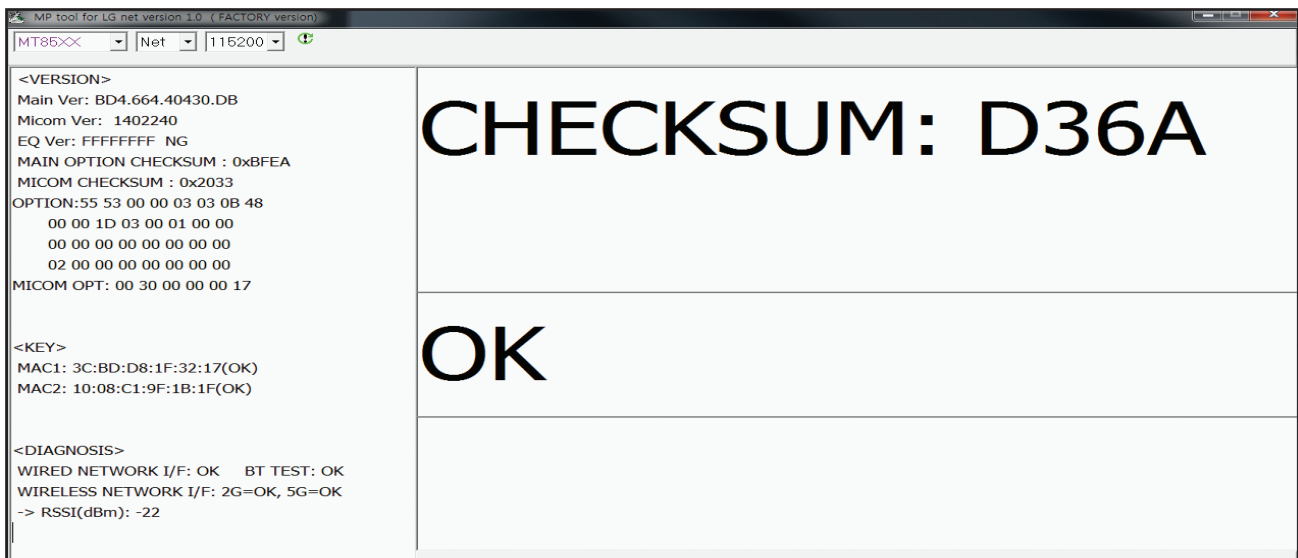 MP tool for LG net version 1.0 ( FACTORY version)
MT85XX Net 115200
<VERSION>
Main Ver: BD4.664.40430.DB
Micom Ver: 1402240
EQ Ver: FFFFFFFF NG
MAIN OPTION CHECKSUM : 0xBFEA
MICOM CHECKSUM : 0x2033
OPTION:55 53 00 00 03 03 0B 48
00 00 1D 03 00 01 00 00
00 00 00 00 00 00 00 00
02 00 00 00 00 00 00 00
MICOM OPT: 00 30 00 00 00 17
<KEY>
MAC1: 3C:BD:D8:1F:32:17(OK)
MAC2: 10:08:C1:9F:1B:1F(OK)
<DIAGNOSIS>
WIRED NETWORK I/F: OK BT TEST: OK
WIRELESS NETWORK I/F: 2G=OK, 5G=OK
-> RSSI(dBm): -22
CHECKSUM: D36A
OK